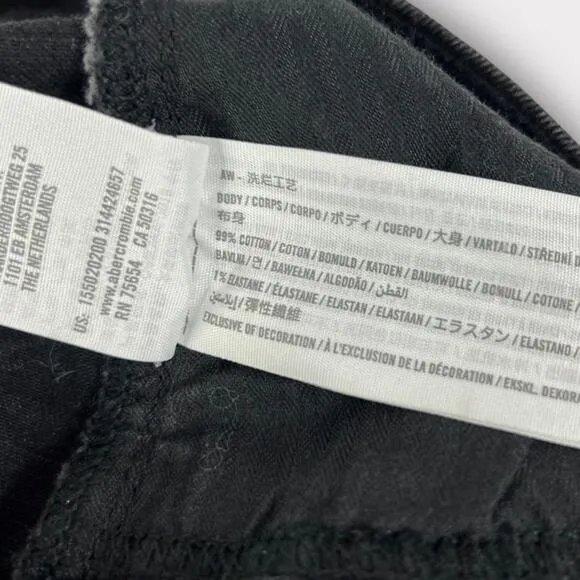 25
1101 EB AMSTERDAM
THE NETHERLANDS
US: 155020200 314424657
www.abercrombie.com
RN 75654 CA 50316
AW - 洗烂工艺
BODY / CORPS / CORPO / ボディ / CUERPO / 大身 / VARTALO / STŘEDNÍ D
布身
99% COTTON / COTON / BOMULD / KATOEN / BAUMWOLLE / BOMULL / COTONE /
BAVLNA / 면 / BAWEŁNA / ALGODÃO / القطن /
1% ELASTANE / ÉLASTANE / ELASTAN / ELASTAAN / エラスタン / ELASTANO /
إيلاستين / 彈性纖維
EXCLUSIVE OF DECORATION / À L'EXCLUSION DE LA DÉCORATION / EKSKL. DEKORA